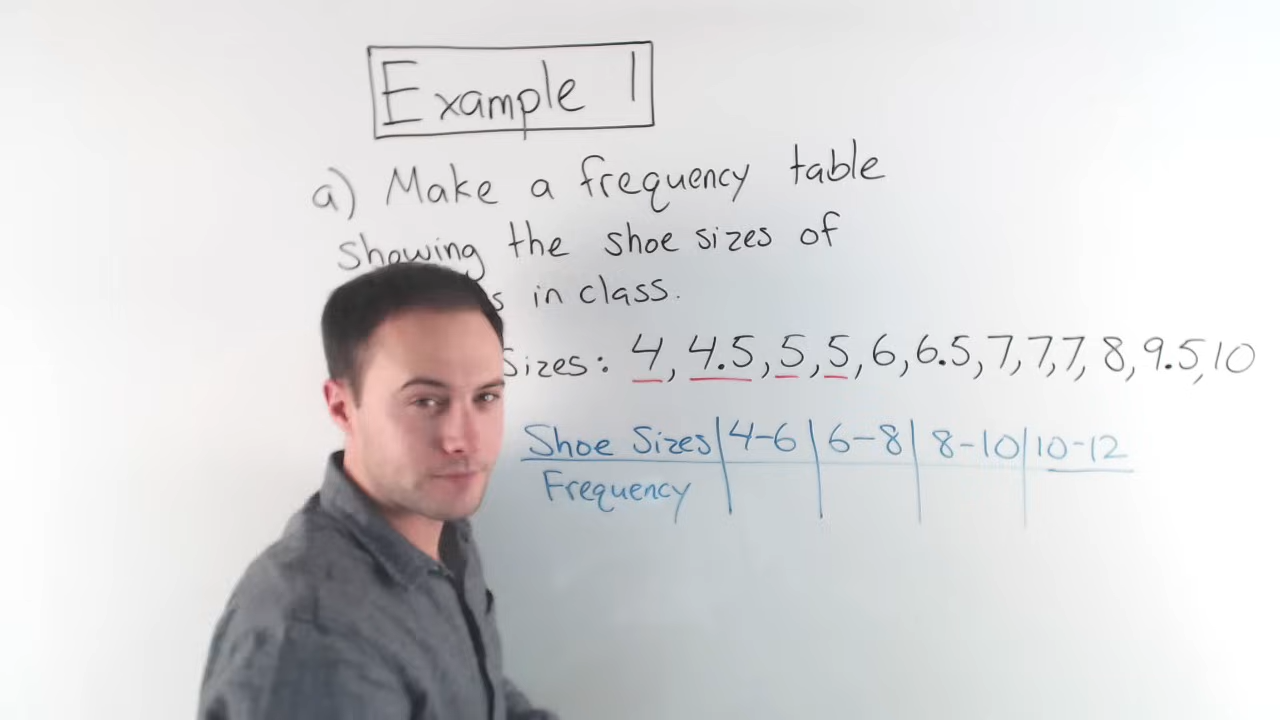 Example 1
a) Make a frequency table
showing the shoe sizes of
in class.
Sizes: 4, 4.5, 5, 5, 6, 6.5, 7, 7, 7, 8, 9.5, 10
Shoe Sizes | 4-6 | 6-8 | 8-10 | 10-12
Frequency